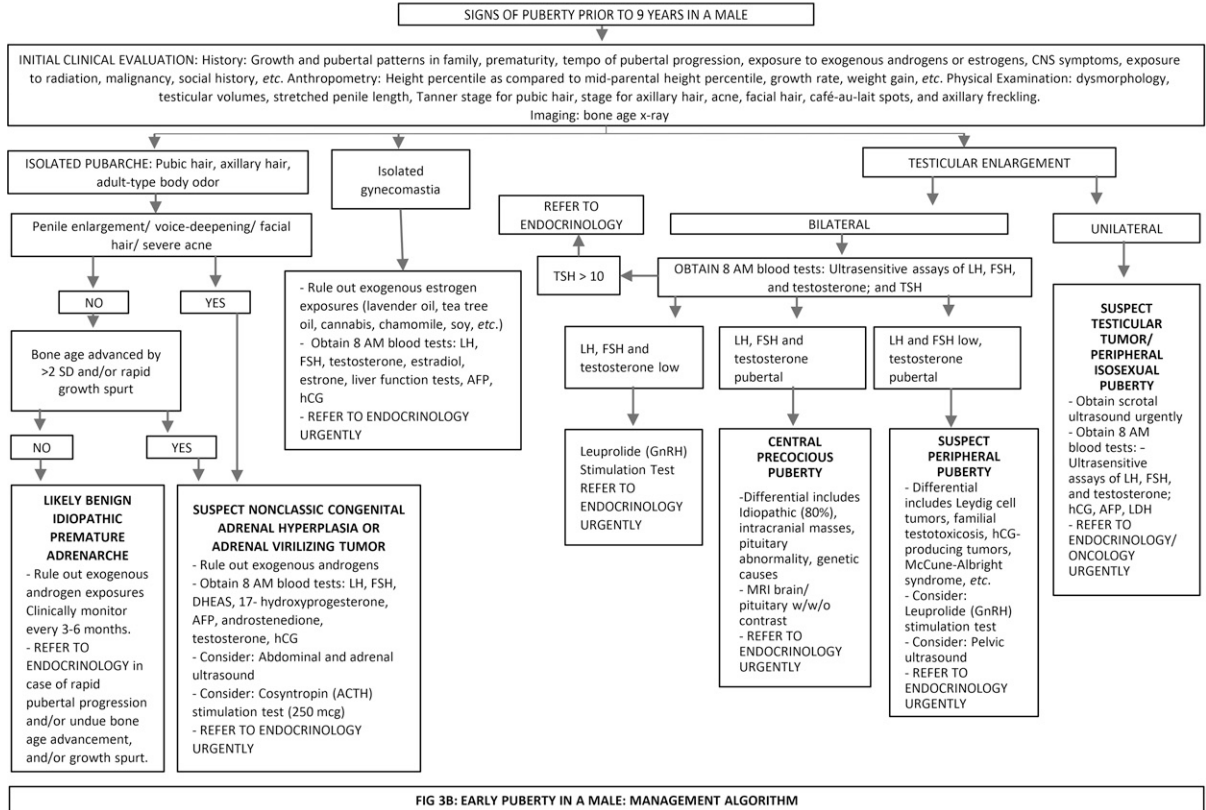 SIGNS OF PUBERTY PRIOR TO 9 YEARS IN A MALE
INITIAL CLINICAL EVALUATION: History: Growth and pubertal patterns in family, prematurity, tempo of pubertal progression, exposure to exogenous androgens or estrogens, CNS symptoms, exposure
to radiation, malignancy, social history, etc. Anthropometry: Height percentile as compared to mid-parental height percentile, growth rate, weight gain, etc. Physical Examination: dysmorphology,
testicular volumes, stretched penile length, Tanner stage for pubic hair, stage for axillary hair, acne, facial hair, café-au-lait spots, and axillary freckling.
Imaging: bone age x-ray
ISOLATED PUBARCHE: Pubic hair, axillary hair,
adult-type body odor
Penile enlargement/ voice-deepening/ facial
hair/ severe acne
NO
YES
Bone age advanced by
>2 SD and/or rapid
growth spurt
NO
YES
LIKELY BENIGN
IDIOPATHIC
PREMATURE
ADRENARCHE
- Rule out exogenous
androgen exposures
Clinically monitor
every 3-6 months.
- REFER TO
ENDOCRINOLOGY in
case of rapid
pubertal progression
and/or undue bone
age advancement,
and/or growth spurt.
SUSPECT NONCLASSIC CONGENITAL
ADRENAL HYPERPLASIA OR
ADRENAL VIRILIZING TUMOR
- Rule out exogenous androgens
- Obtain 8 AM blood tests: LH, FSH,
DHEAS, 17- hydroxyprogesterone,
AFP, androstenedione,
testosterone, hCG
- Consider: Abdominal and adrenal
ultrasound
- Consider: Cosyntropin (ACTH)
stimulation test (250 mcg)
- REFER TO ENDOCRINOLOGY
URGENTLY
Isolated
gynecomastia
- Rule out exogenous estrogen
exposures (lavender oil, tea tree
oil, cannabis, chamomile, soy, etc.)
- Obtain 8 AM blood tests: LH,
FSH, testosterone, estradiol,
estrone, liver function tests, AFP,
hCG
- REFER TO ENDOCRINOLOGY
URGENTLY
TESTICULAR ENLARGEMENT
BILATERAL
REFER TO
ENDOCRINOLOGY
TSH > 10
OBTAIN 8 AM blood tests: Ultrasensitive assays of LH, FSH,
and testosterone; and TSH
LH, FSH and
testosterone low
Leuprolide (GnRH)
Stimulation Test
REFER TO
ENDOCRINOLOGY
URGENTLY
LH, FSH and
testosterone
pubertal
CENTRAL
PRECOCIOUS
PUBERTY
-Differential includes
Idiopathic (80%),
intracranial masses,
pituitary
abnormality, genetic
causes
- MRI brain/
pituitary w/w/o
contrast
- REFER TO
ENDOCRINOLOGY
URGENTLY
LH and FSH low,
testosterone
pubertal
SUSPECT
PERIPHERAL
PUBERTY
- Differential
includes Leydig cell
tumors, familial
testotoxicosis, hCG-
producing tumors,
McCune-Albright
syndrome, etc.
- Consider:
Leuprolide (GnRH)
stimulation test
- Consider: Pelvic
ultrasound
- REFER TO
ENDOCRINOLOGY
URGENTLY
UNILATERAL
SUSPECT
TESTICULAR
TUMOR/
PERIPHERAL
ISOSEXUAL
PUBERTY
- Obtain scrotal
ultrasound urgently
- Obtain 8 AM
blood tests: -
Ultrasensitive
assays of LH, FSH,
and testosterone;
hCG, AFP, LDH
- REFER TO
ENDOCRINOLOGY/
ONCOLOGY
URGENTLY
FIG 3B: EARLY PUBERTY IN A MALE: MANAGEMENT ALGORITHM